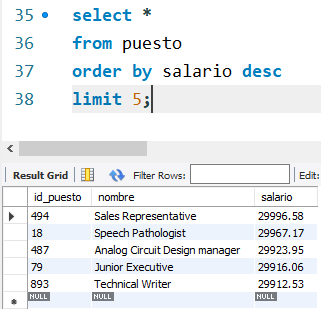 35 select *
36 from puesto
37 order by salario desc
38 limit 5;
Result Grid Filter Rows: Edit:
id_puesto nombre salario
494 Sales Representative 29996.58
18 Speech Pathologist 29967.17
487 Analog Circuit Design manager 29923.95
79 Junior Executive 29916.06
893 Technical Writer 29912.53
NULL NULL NULL